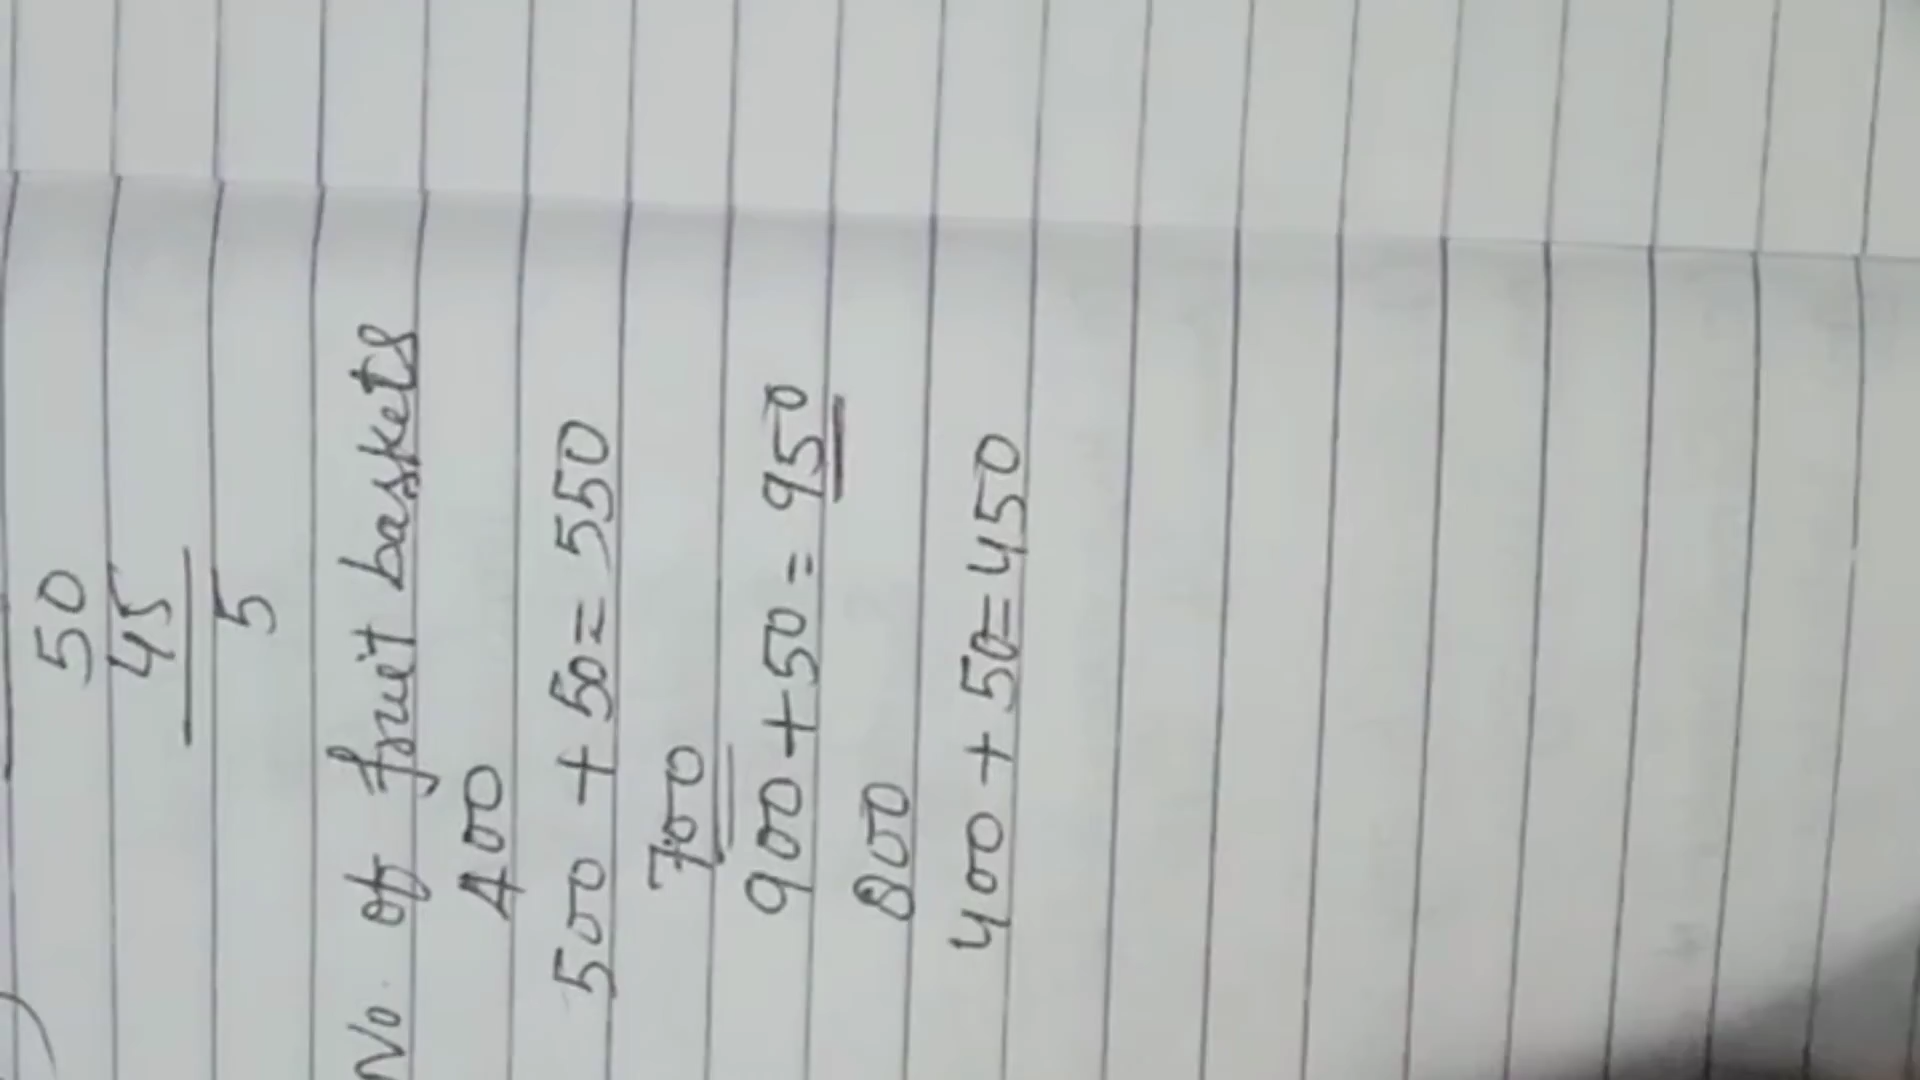 50
45
5
No. of fruit baskets
400
500 + 50 = 550
700
900 + 50 = 950
800
400 + 50 = 450